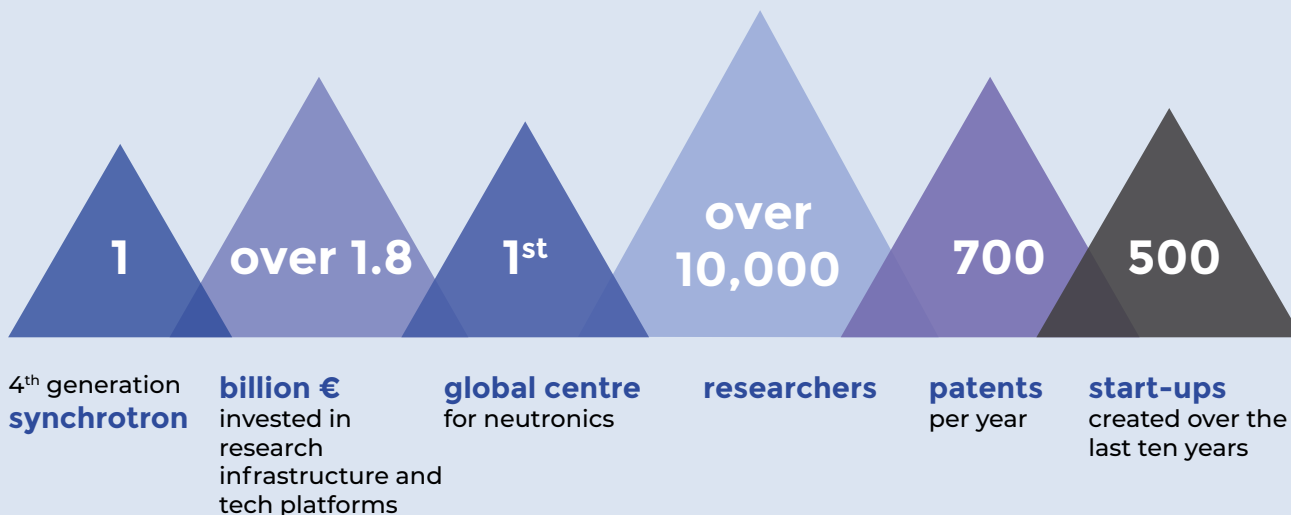 1
4th generation
synchrotron
over 1.8
billion €
invested in
research
infrastructure and
tech platforms
1st
global centre
for neutronics
over
10,000
researchers
700
patents
per year
500
start-ups
created over the
last ten years